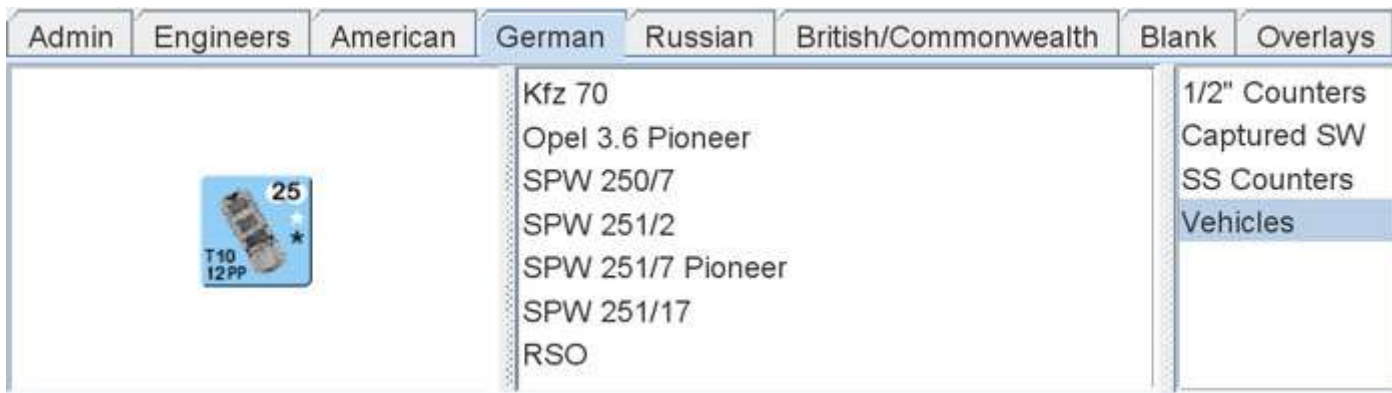 Admin Engineers American German Russian British/Commonwealth Blank Overlays
25
T10
12PP
Kfz 70
Opel 3.6 Pioneer
SPW 250/7
SPW 251/2
SPW 251/7 Pioneer
SPW 251/17
RSO
1/2" Counters
Captured SW
SS Counters
Vehicles